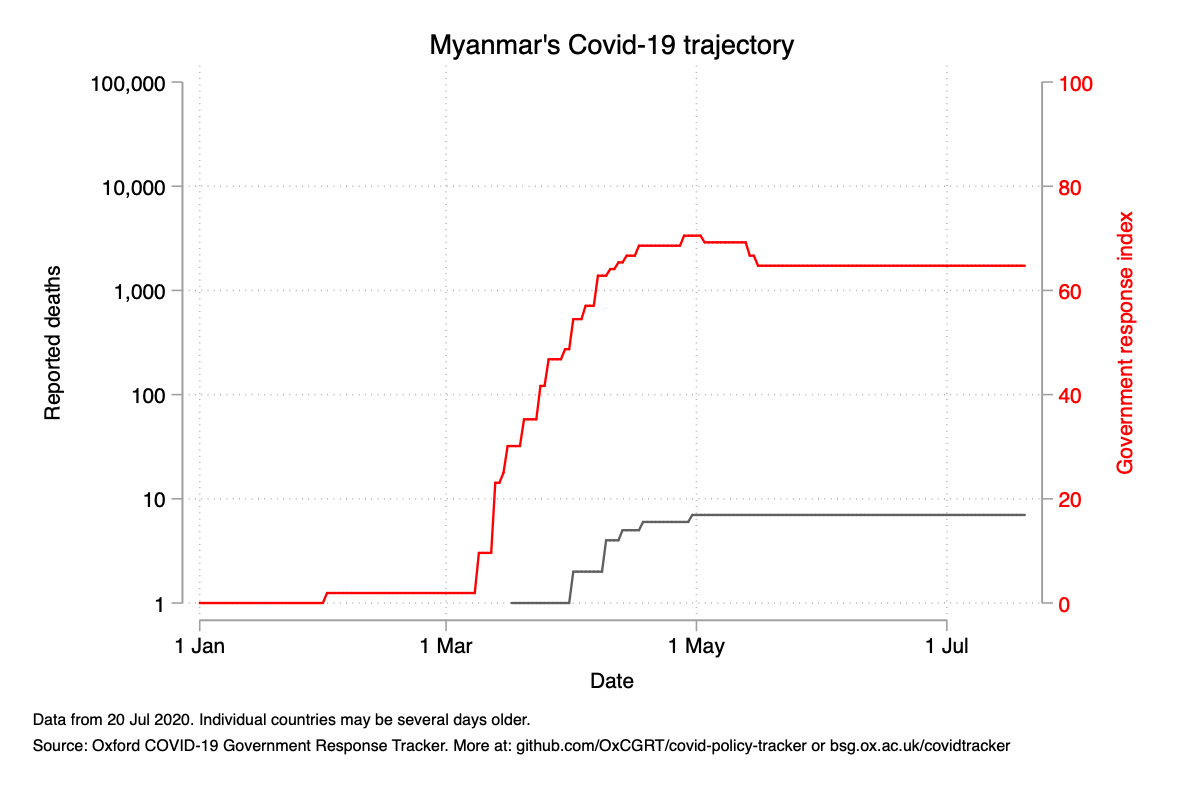 Myanmar's Covid-19 trajectory
100,000
10,000
1,000
100
10
1
Reported deaths
100
80
60
40
20
0
Government response index
1 Jan
1 Mar
1 May
1 Jul
Date
Data from 20 Jul 2020. Individual countries may be several days older.
Source: Oxford COVID-19 Government Response Tracker. More at: github.com/OxCGRT/covid-policy-tracker or bsg.ox.ac.uk/covidtracker